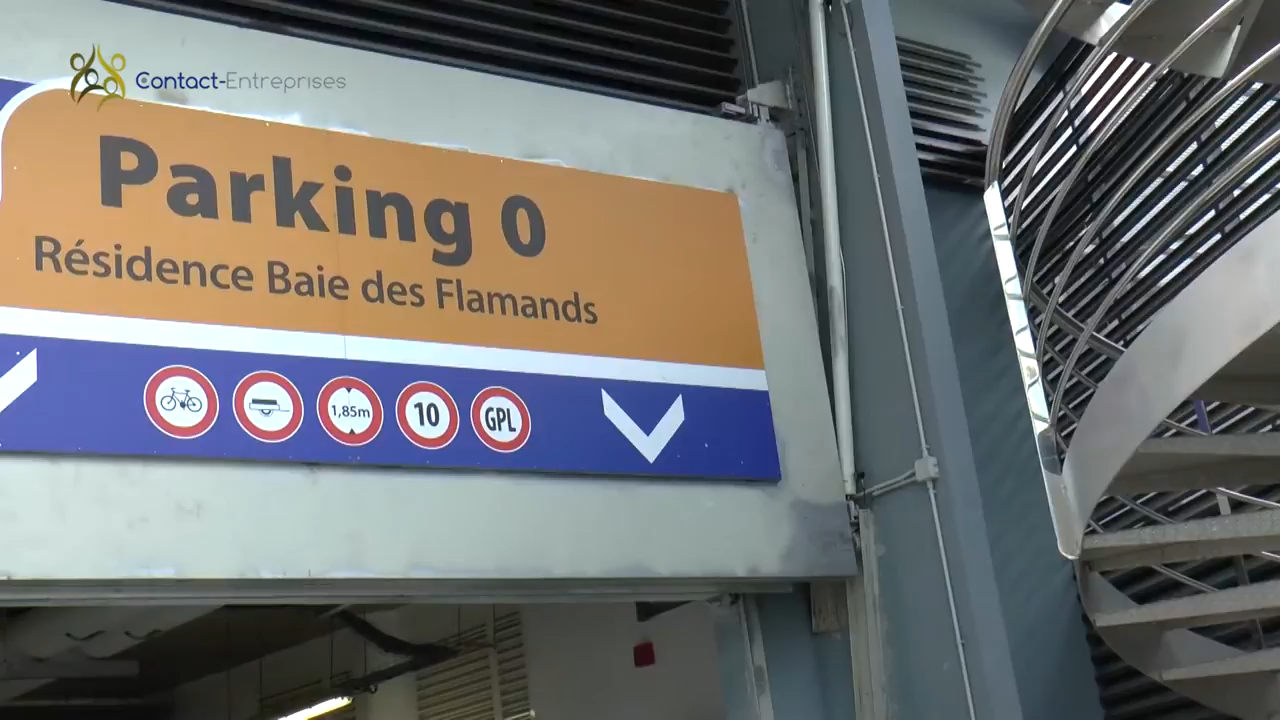 Contact-Entreprises
Parking 0
Résidence Baie des Flamands
1,85m
10
GPL